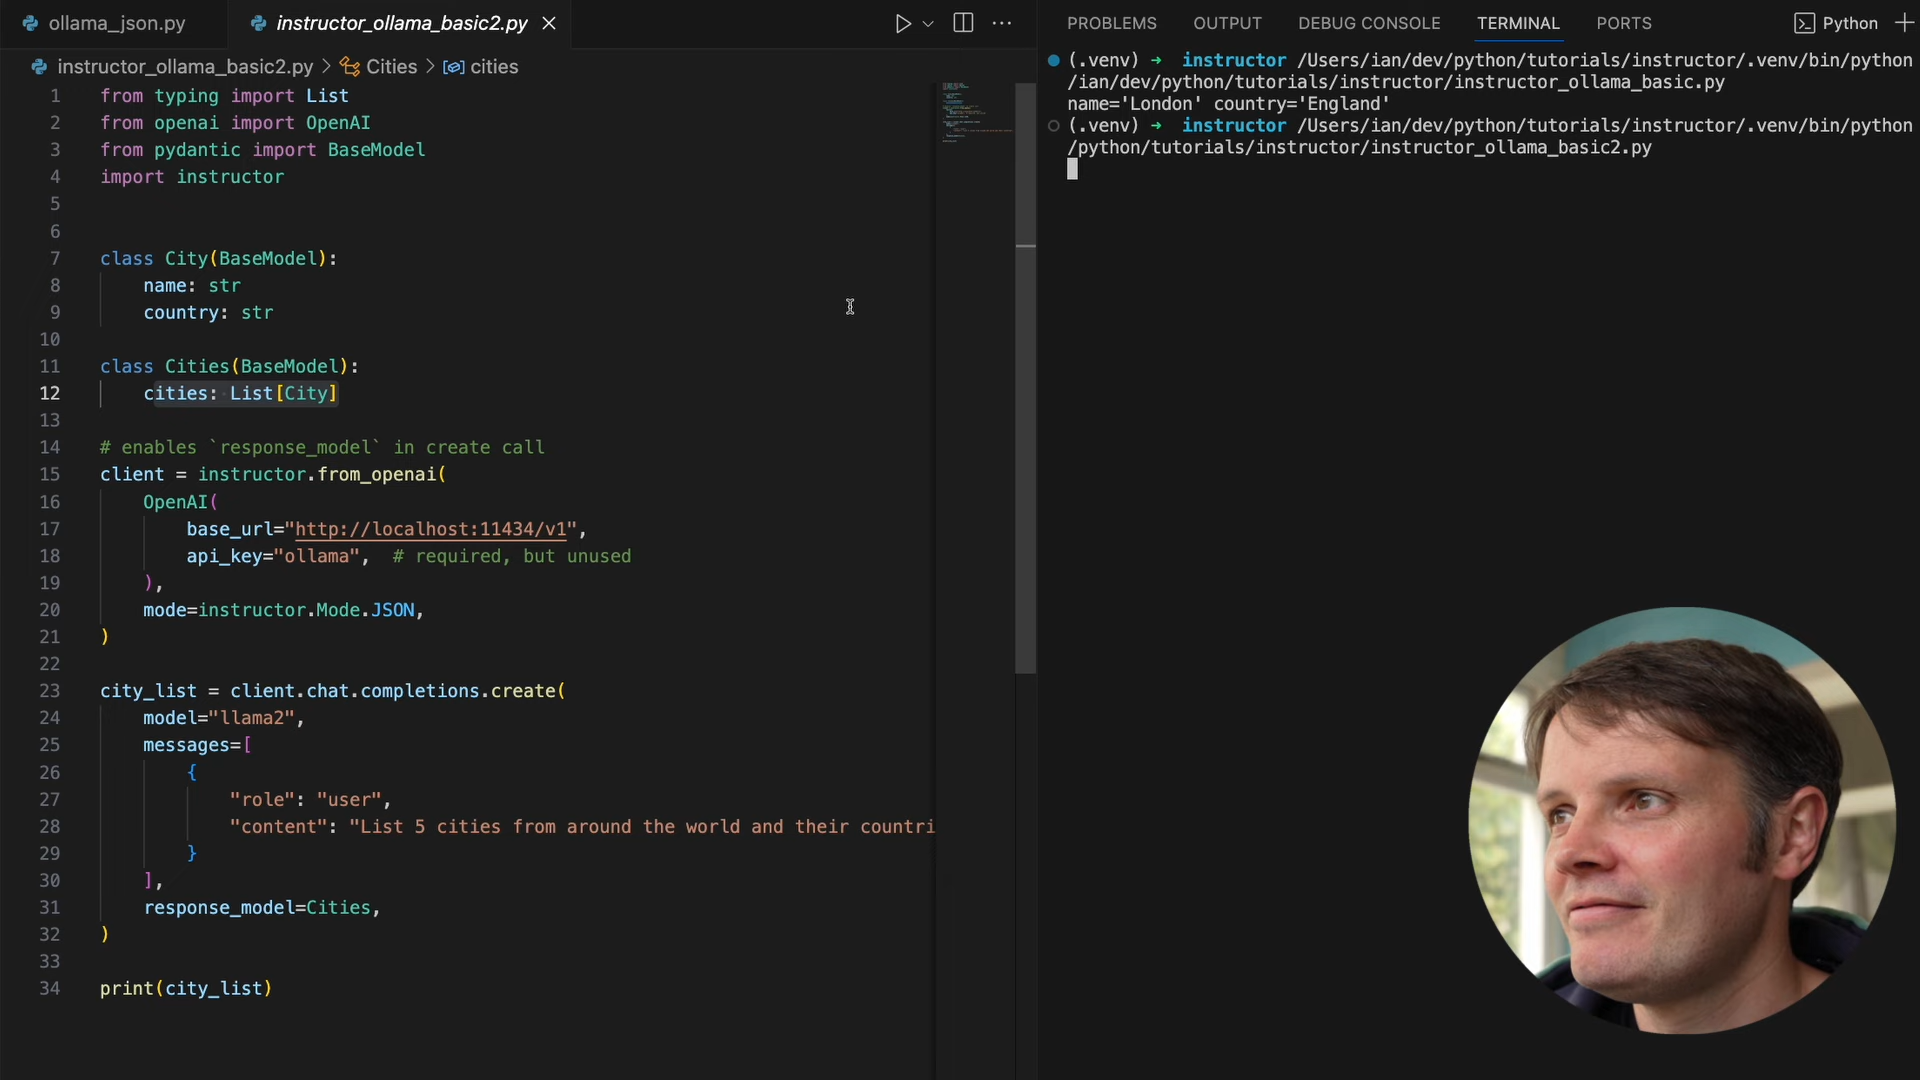 ollama_json.py
instructor_ollama_basic2.py
instructor_ollama_basic2.py > Cities > cities
1 from typing import List
2 from openai import OpenAI
3 from pydantic import BaseModel
4 import instructor
5
6
7 class City(BaseModel):
8     name: str
9     country: str
10
11 class Cities(BaseModel):
12     cities: List[City]
13
14 # enables `response_model` in create call
15 client = instructor.from_openai(
16     OpenAI(
17         base_url="http://localhost:11434/v1",
18         api_key="ollama",  # required, but unused
19     ),
20     mode=instructor.Mode.JSON,
21 )
22
23 city_list = client.chat.completions.create(
24     model="llama2",
25     messages=[
26         {
27             "role": "user",
28             "content": "List 5 cities from around the world and their countri
29         }
30     ],
31     response_model=Cities,
32 )
33
34 print(city_list)
PROBLEMS OUTPUT DEBUG CONSOLE TERMINAL PORTS Python
(.venv) → instructor /Users/ian/dev/python/tutorials/instructor/.venv/bin/python
/ian/dev/python/tutorials/instructor/instructor_ollama_basic.py
name='London' country='England'
(.venv) → instructor /Users/ian/dev/python/tutorials/instructor/.venv/bin/python
/python/tutorials/instructor/instructor_ollama_basic2.py